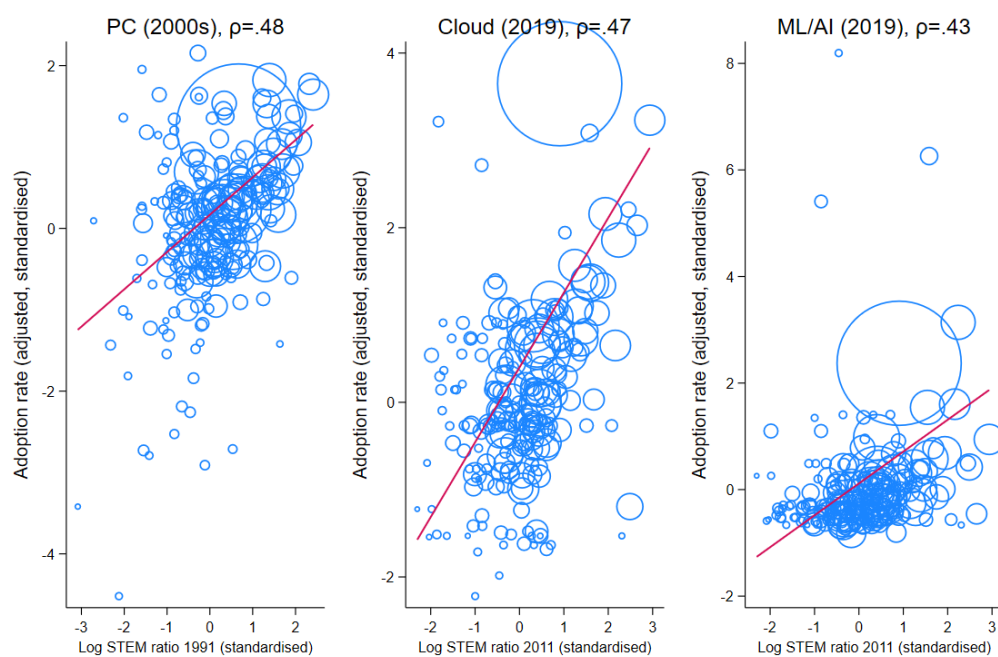 PC (2000s), ρ=.48
Adoption rate (adjusted, standardised)
2
0
-2
-4
-3 -2 -1 0 1 2
Log STEM ratio 1991 (standardised)
Cloud (2019), ρ=.47
Adoption rate (adjusted, standardised)
4
2
0
-2
-2 -1 0 1 2 3
Log STEM ratio 2011 (standardised)
ML/AI (2019), ρ=.43
Adoption rate (adjusted, standardised)
8
6
4
2
0
-2
-2 -1 0 1 2 3
Log STEM ratio 2011 (standardised)